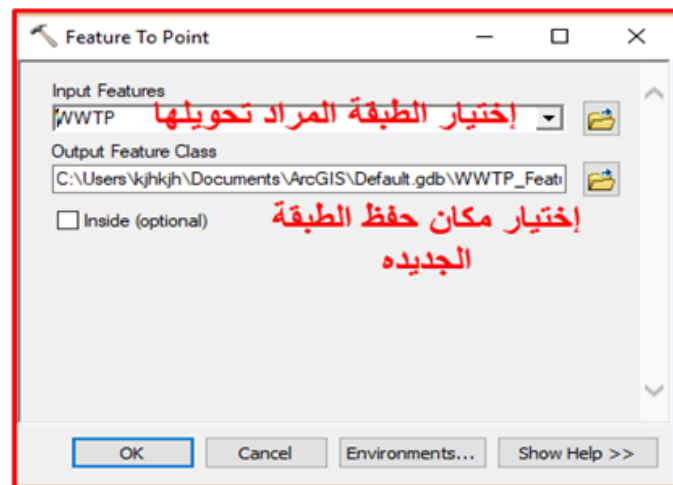 Feature To Point
Input Features
WWTP
إختيار الطبقة المراد تحويلها
Output Feature Class
C:\Users\kjhkjh\Documents\ArcGIS\Default.gdb\WWTP_Featu
Inside (optional)
إختيار مكان حفظ الطبقة
الجديده
OK
Cancel
Environments...
Show Help >>